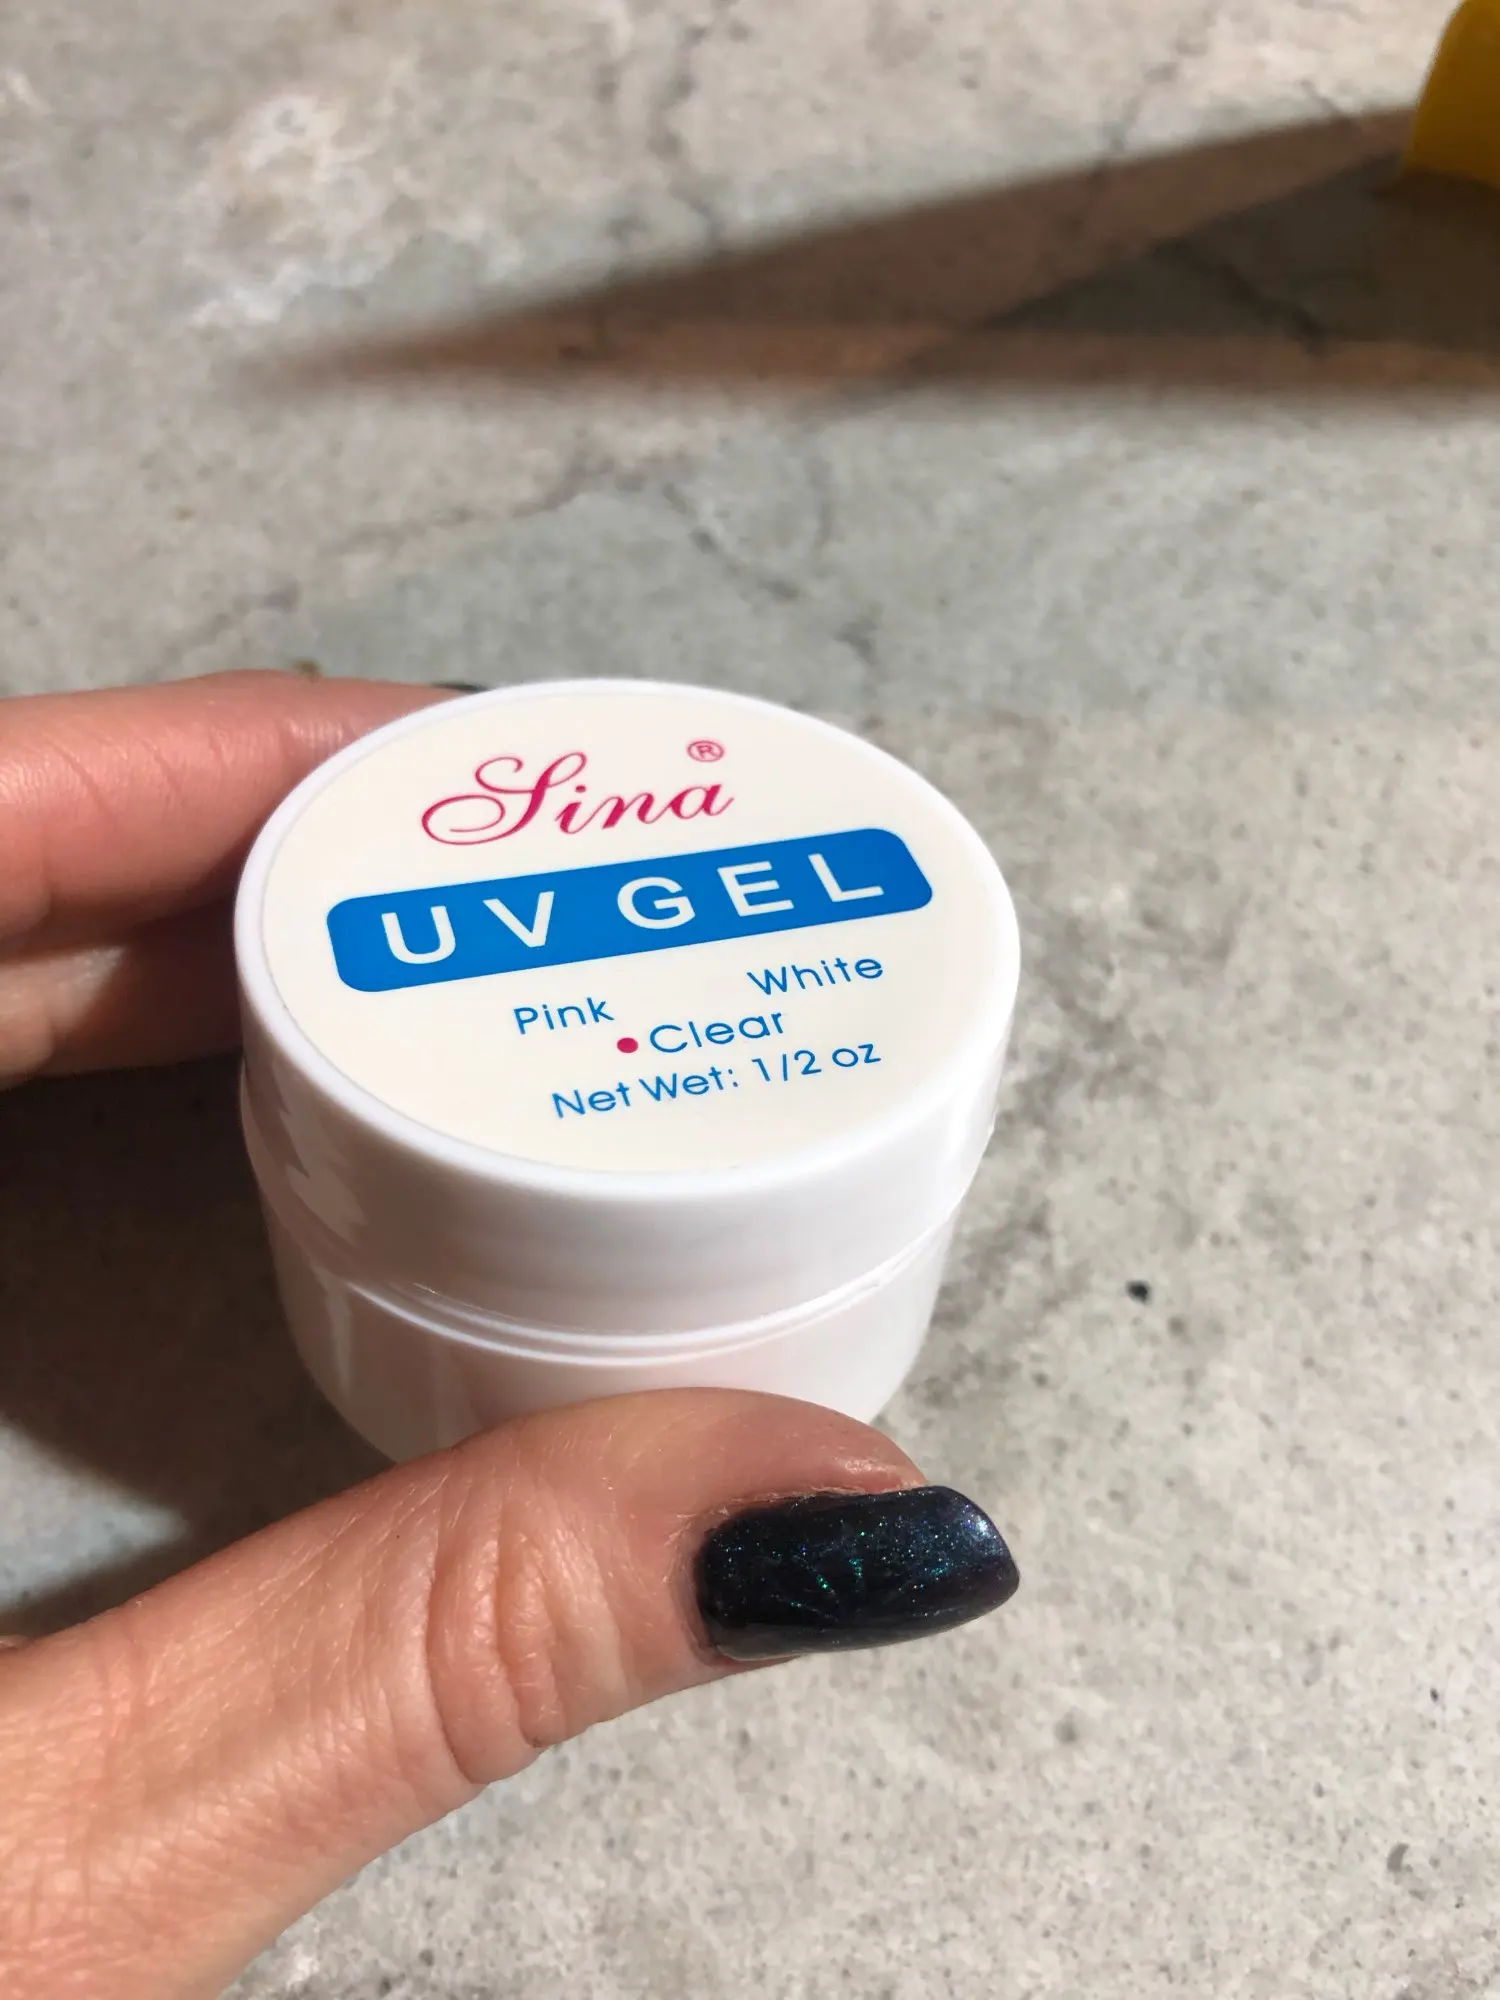 Sina®
UV GEL
Pink White
•Clear
Net Wet: 1/2 oz